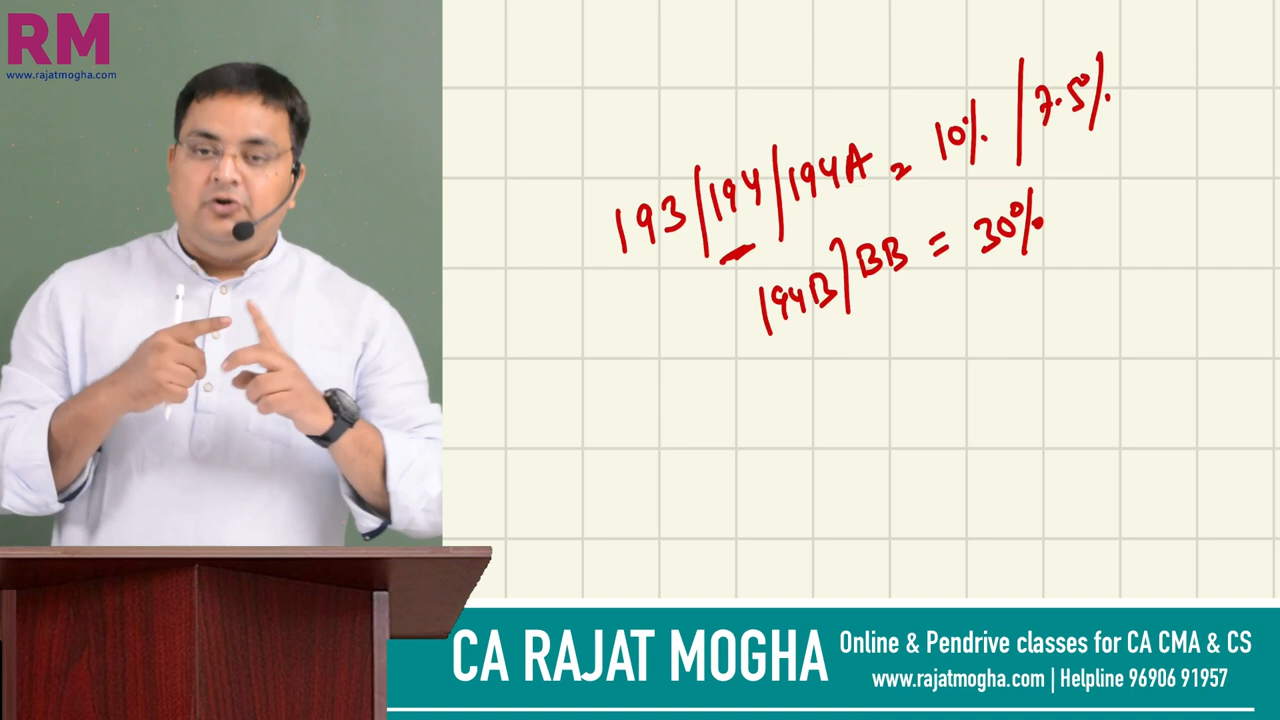 RM
www.rajatmogha.com
193/194/194A = 10% / 7.5%
194B/BB = 30%
CA RAJAT MOGHA
Online & Pendrive classes for CA CMA & CS
www.rajatmogha.com | Helpline 96906 91957